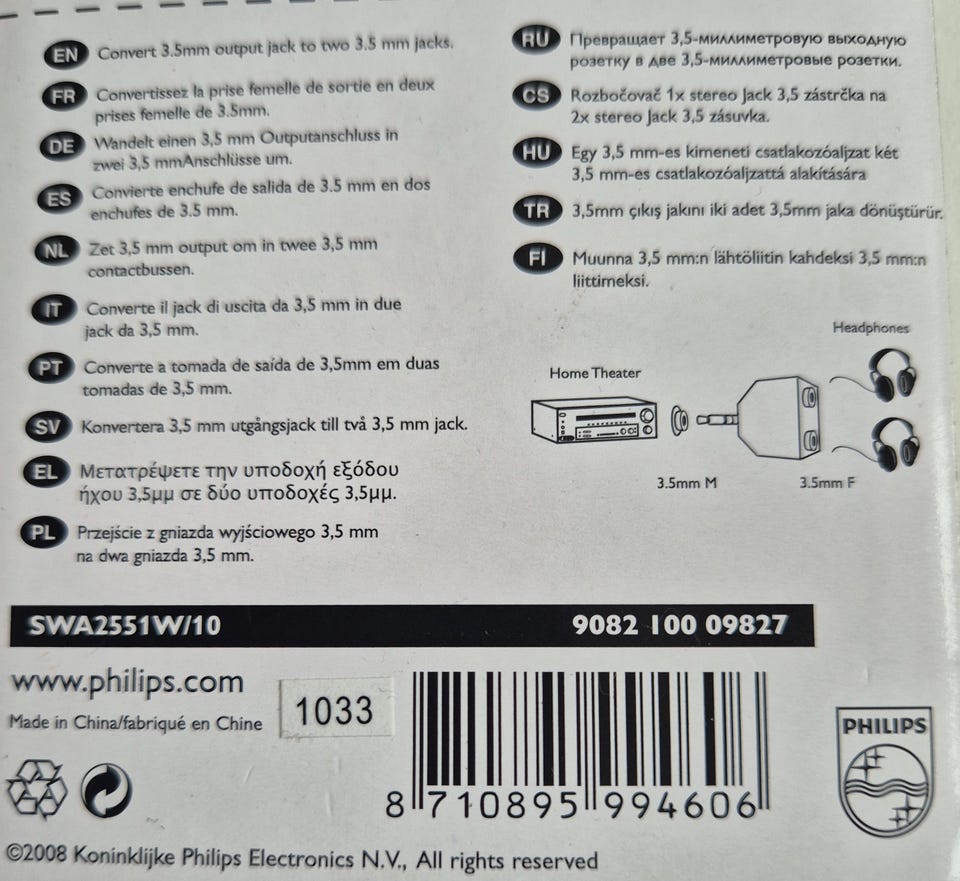 EN Convert 3.5mm output jack to two 3.5 mm jacks.
FR Convertissez la prise femelle de sortie en deux
prises femelle de 3.5mm.
DE Wandelt einen 3,5 mm Outputanschluss in
zwei 3,5 mmAnschlüsse um.
ES Convierte enchufe de salida de 3.5 mm en dos
enchufes de 3.5 mm.
NL Zet 3,5 mm output om in twee 3,5 mm
contactbussen.
IT Converte il jack di uscita da 3,5 mm in due
jack da 3,5 mm.
PT Converte a tomada de saída de 3,5mm em duas
tomadas de 3,5 mm.
SV Konvertera 3,5 mm utgångsjack till två 3,5 mm jack.
EL Μετατρέψετε την υποδοχή εξόδου
ήχου 3,5μμ σε δύο υποδοχές 3,5μμ.
PL Przejście z gniazda wyjściowego 3,5 mm
na dwa gniazda 3,5 mm.
RU Превращает 3,5-миллиметровую выходную
розетку в две 3,5-миллиметровые розетки.
CS Rozbočovač 1x stereo Jack 3,5 zástrčka na
2x stereo Jack 3,5 zásuvka.
HU Egy 3,5 mm-es kimeneti csatlakozóaljzat két
3,5 mm-es csatlakozóaljzattá alakítására
TR 3,5mm çıkış jakını iki adet 3,5mm jaka dönüştürür.
FI Muunna 3,5 mm:n lähtöliitin kahdeksi 3,5 mm:n
liittimeksi.
Headphones
Home Theater
3.5mm M
3.5mm F
SWA2551W/10 9082 100 09827
www.philips.com
Made in China/fabriqué en Chine
1033
8 710895 994606
PHILIPS
©2008 Koninklijke Philips Electronics N.V., All rights reserved